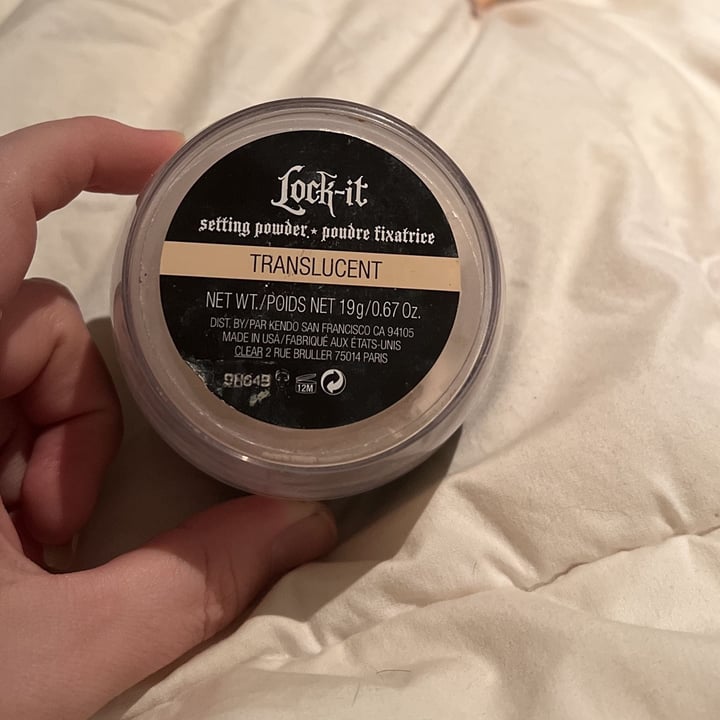 Lock-it
setting powder ★ poudre fixatrice
TRANSLUCENT
NET WT./POIDS NET 19g/0.67 Oz.
DIST. BY/PAR KENDO SAN FRANCISCO CA 94105
MADE IN USA/FABRIQUÉ AUX ÉTATS-UNIS
CLEAR 2 RUE BRULLER 75014 PARIS
12M